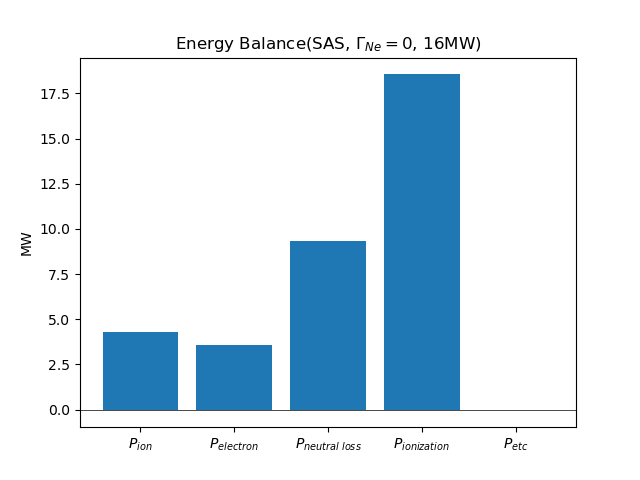 Energy Balance(SAS, Γ_Ne = 0, 16MW)
17.5
15.0
12.5
10.0
7.5
5.0
2.5
0.0
MW
P_ion P_electron P_neutral loss P_ionization P_etc